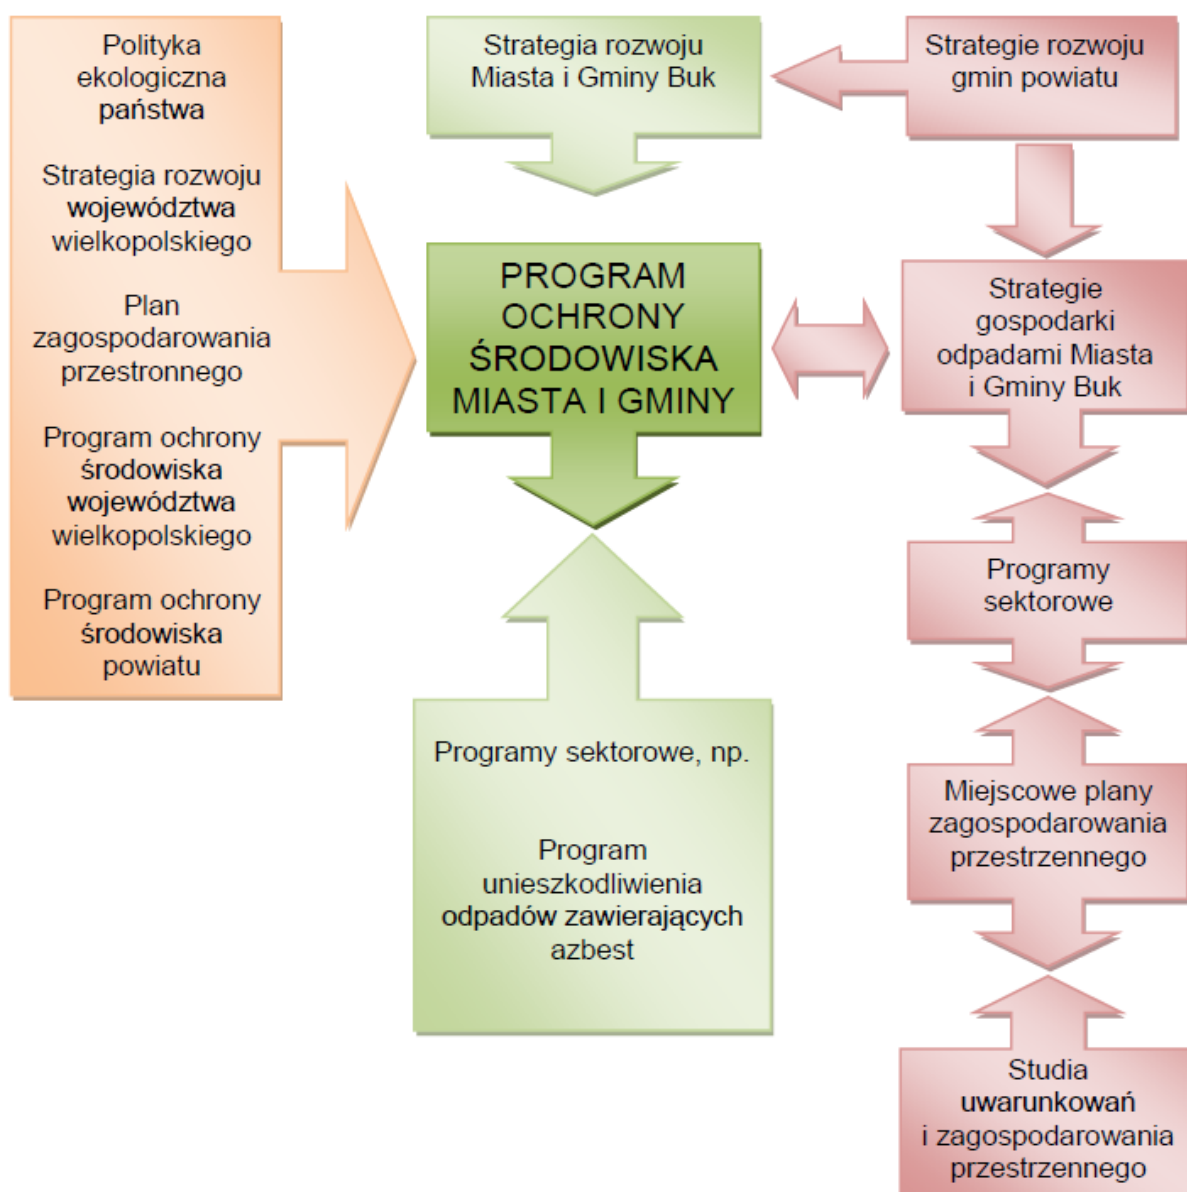 Polityka
ekologiczna
państwa
Strategia rozwoju
województwa
wielkopolskiego
Plan
zagospodarowania
przestronnego
Program ochrony
środowiska
województwa
wielkopolskiego
Program ochrony
środowiska
powiatu
Strategia rozwoju
Miasta i Gminy Buk
PROGRAM
OCHRONY
ŚRODOWISKA
MIASTA I GMINY
Programy sektorowe, np.
Program
unieszkodliwienia
odpadów zawierających
azbest
Strategie rozwoju
gmin powiatu
Strategie
gospodarki
odpadami Miasta
i Gminy Buk
Programy
sektorowe
Miejscowe plany
zagospodarowania
przestrzennego
Studia
uwarunkowań
i zagospodarowania
przestrzennego